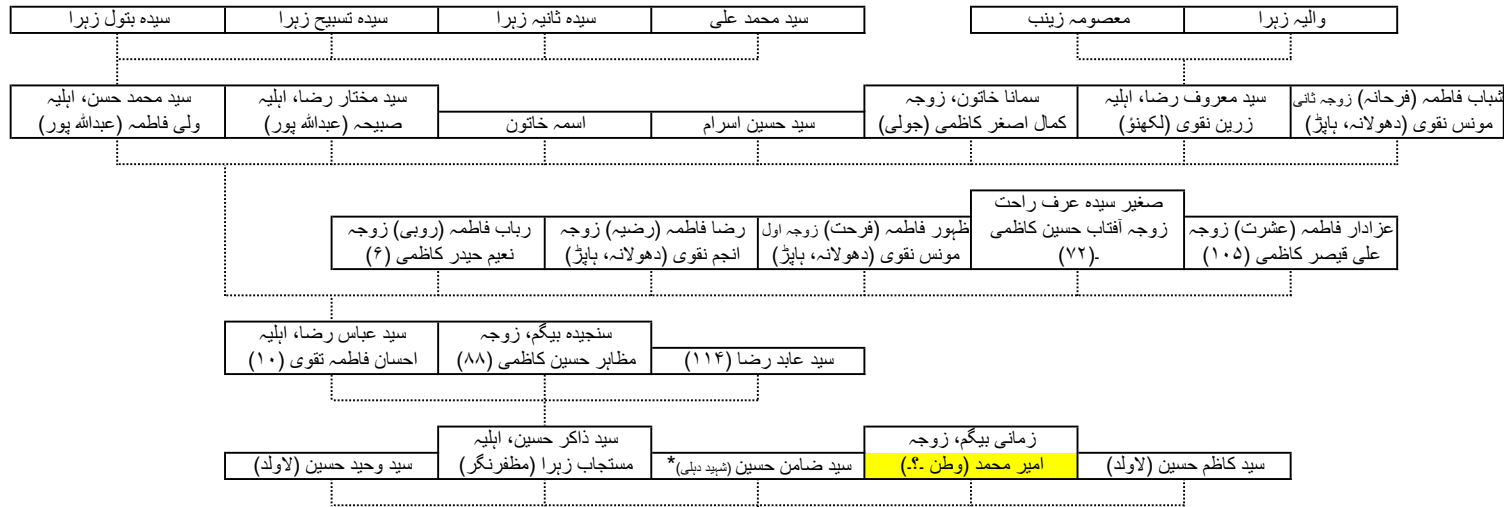 والیہ زہرا
معصومہ زینب
سید محمد علی
سیدہ ثانیہ زہرا
سیدہ تسبیح زہرا
سیدہ بتول زہرا
شباب فاطمہ (فرحانہ) زوجہ ثانی
مونس نقوی (دھولانہ، ہاپڑ)
سید معروف رضا، اہلیہ
زرین نقوی (لکھنؤ)
سمانا خاتون، زوجہ
کمال اصغر کاظمی (جولی)
سید حسین اسرام
اسمہ خاتون
سید مختار رضا، اہلیہ
صبیحہ (عبداللہ پور)
سید محمد حسن، اہلیہ
ولی فاطمہ (عبداللہ پور)
عزادار فاطمہ (عشرت) زوجہ
علی قیصر کاظمی (۱۰۵)
صغیر سیدہ عرف راحت
زوجہ آفتاب حسین کاظمی
(۷۲)۔
ظہور فاطمہ (فرحت) زوجہ اول
مونس نقوی (دھولانہ، ہاپڑ)
رضا فاطمہ (رضیہ) زوجہ
انجم نقوی (دھولانہ، ہاپڑ)
رباب فاطمہ (روبی) زوجہ
نعیم حیدر کاظمی (۶)
سید عابد رضا (۱۱۴)
سنجیدہ بیگم، زوجہ
مظاہر حسین کاظمی (۸۸)
سید عباس رضا، اہلیہ
احسان فاطمہ تقوی (۱۰)
سید کاظم حسین (لاولد)
زمانی بیگم، زوجہ
امیر محمد (وطن ۔؟۔)
سید ضامن حسین (شہید دہلی)*
سید ذاکر حسین، اہلیہ
مستجاب زہرا (مظفرنگر)
سید وحید حسین (لاولد)